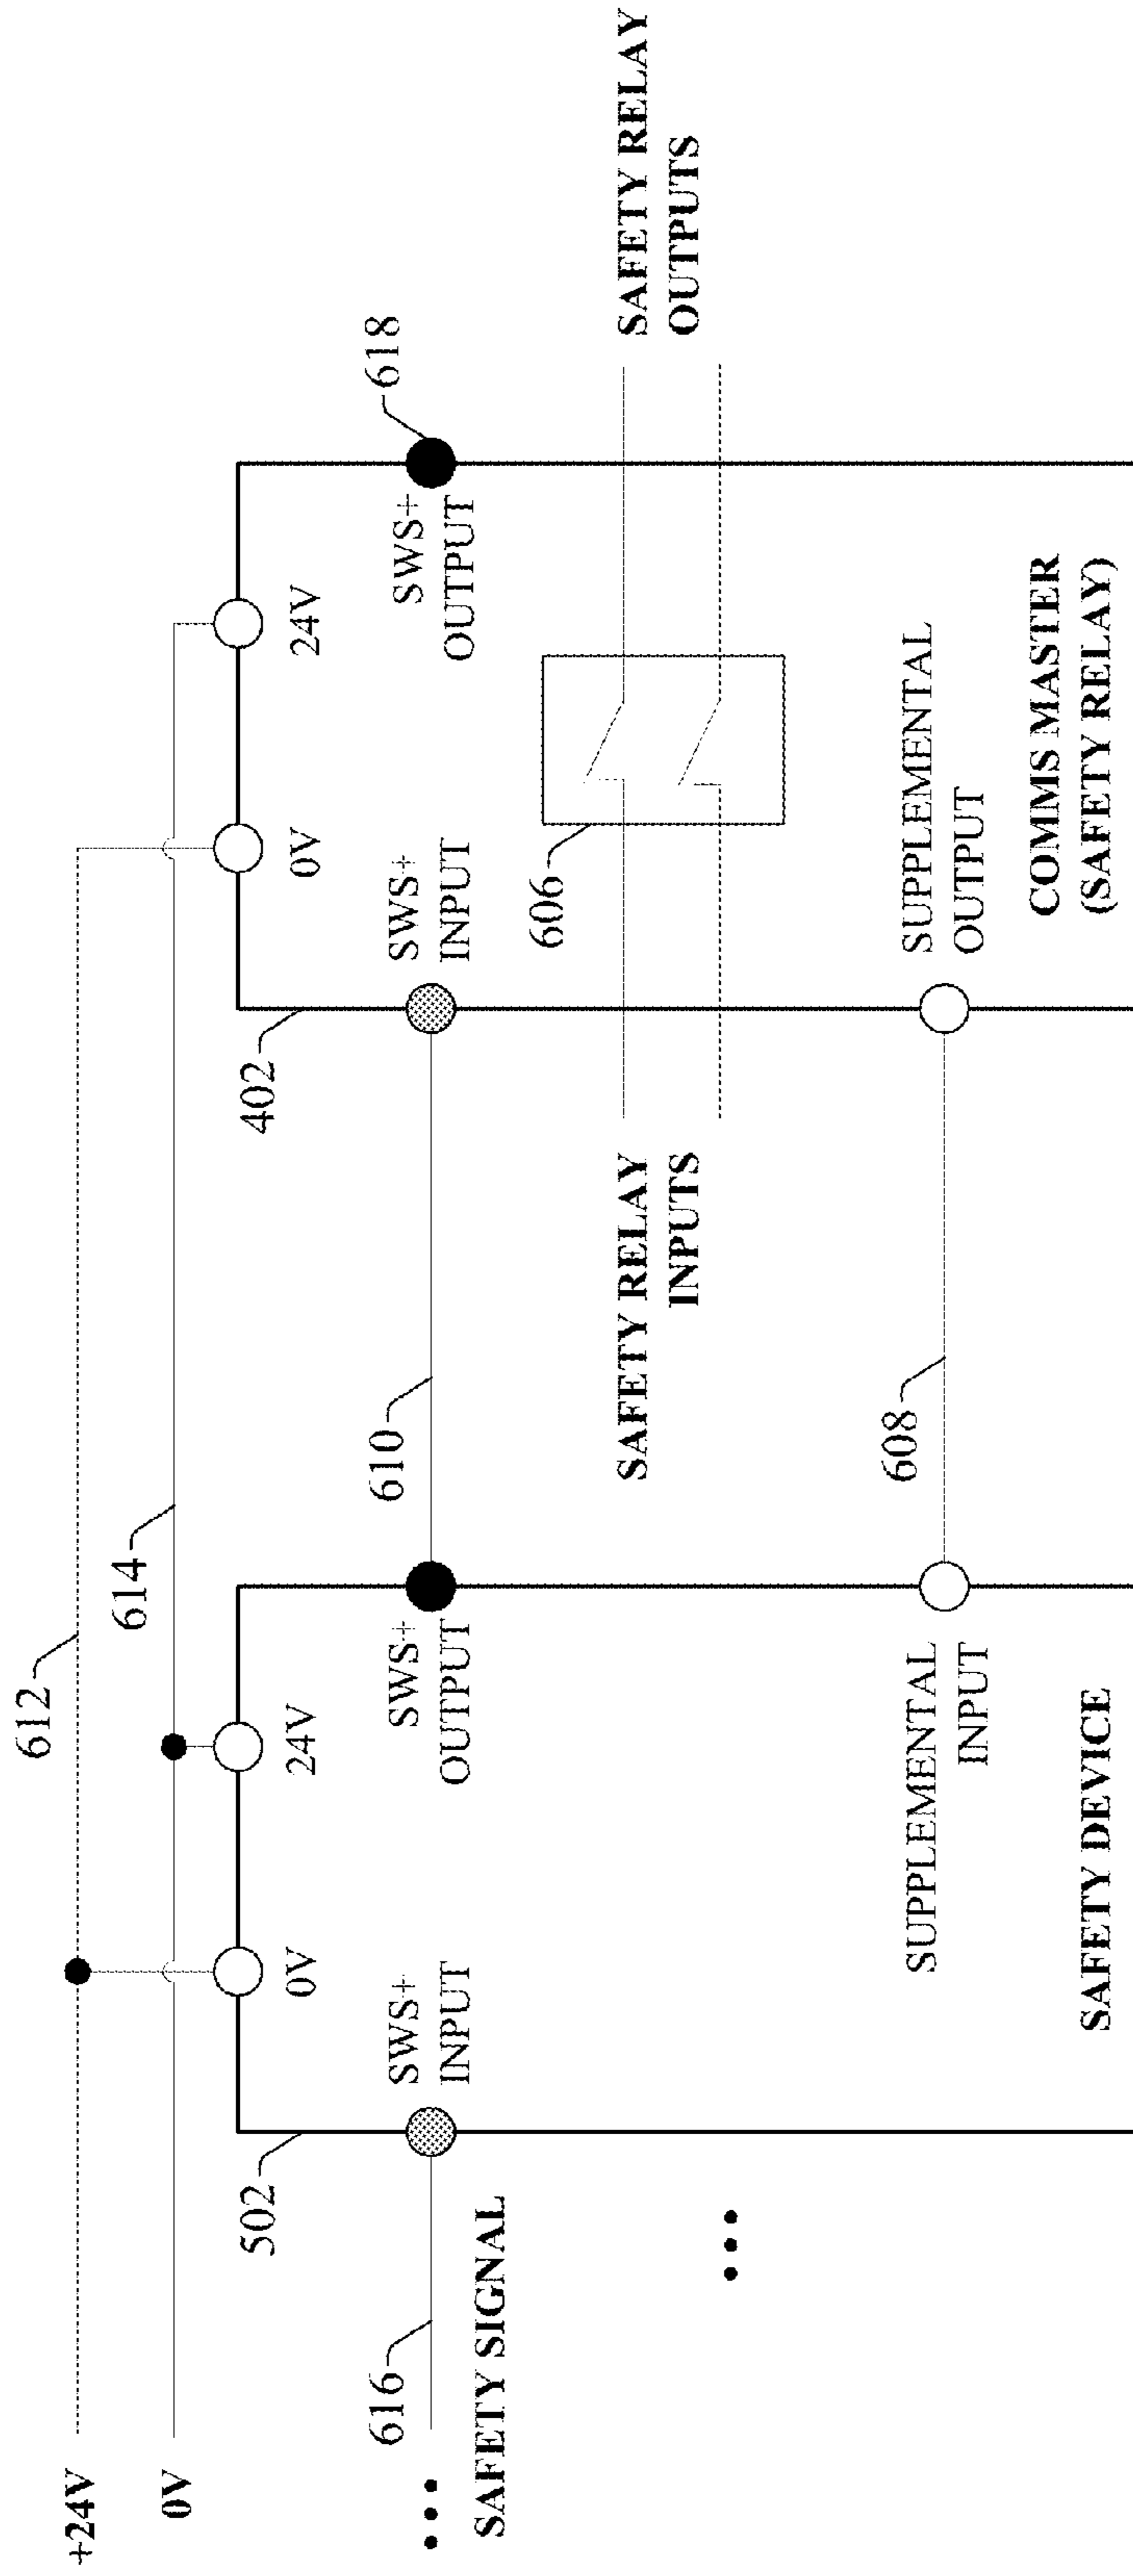 612
+24V
614
0V
502
0V
24V
402
0V
24V
616
SWS+
INPUT
SWS+
OUTPUT
610
SWS+
INPUT
SWS+
OUTPUT
618
SAFETY SIGNAL
606
SAFETY RELAY
INPUTS
SAFETY RELAY
OUTPUTS
SUPPLEMENTAL
INPUT
608
SUPPLEMENTAL
OUTPUT
SAFETY DEVICE
COMMS MASTER
(SAFETY RELAY)